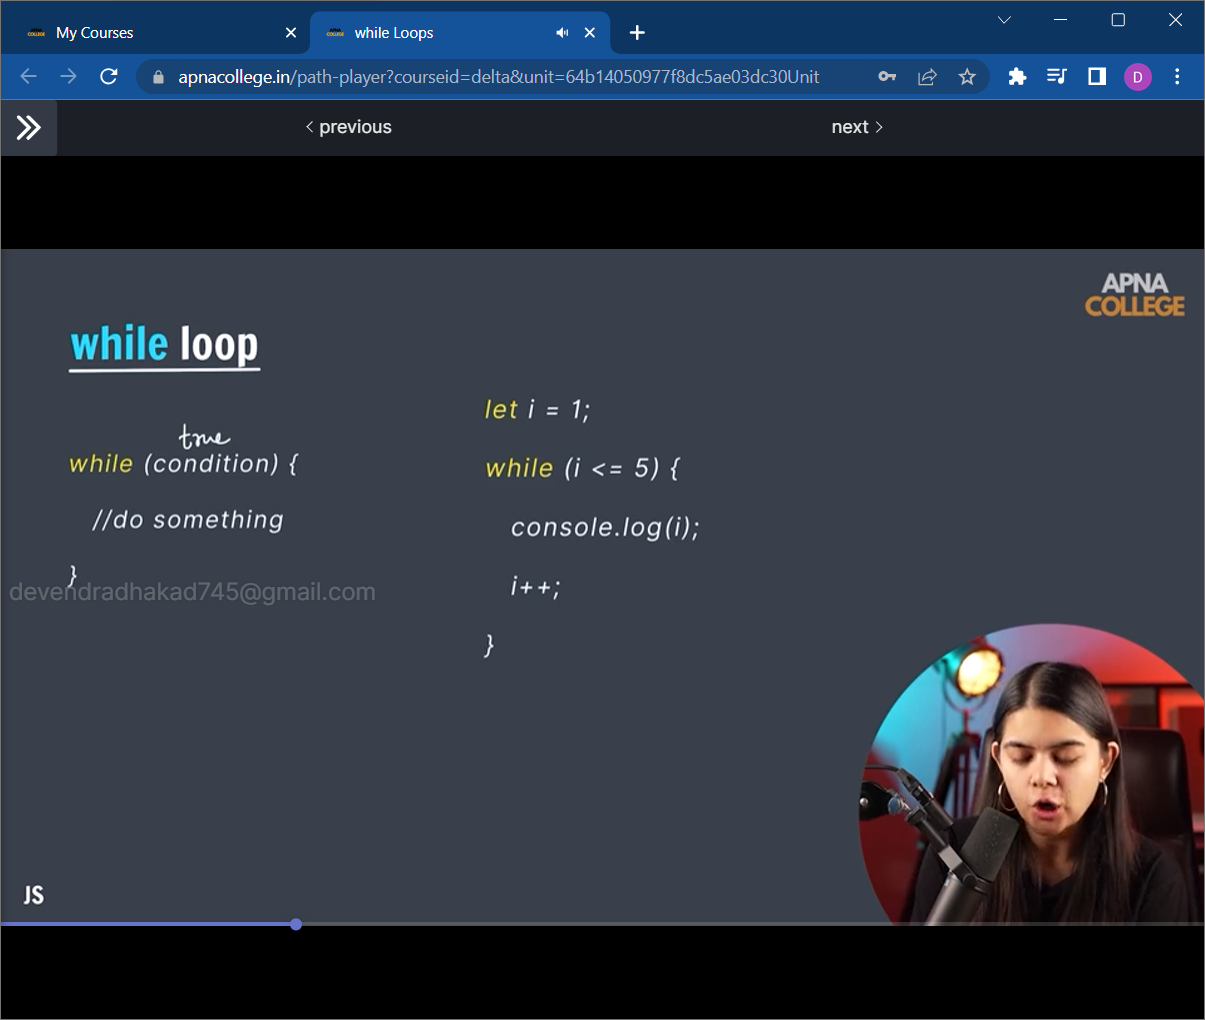 My Courses
while Loops
apnacollege.in/path-player?courseid=delta&unit=64b14050977f8dc5ae03dc30Unit
D
previous
next
APNA
COLLEGE
while loop
true
while (condition) {
//do something
}
devendradhakad745@gmail.com
let i = 1;
while (i <= 5) {
console.log(i);
i++;
}
JS